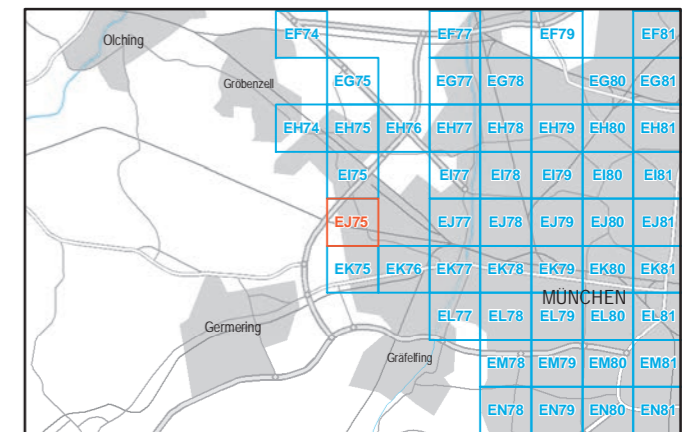 EF74 EF77 EF79 EF81
Olching
Gröbenzell
EG75 EG77 EG78 EG80 EG81
EH74 EH75 EH76 EH77 EH78 EH79 EH80 EH81
EI75 EI77 EI78 EI79 EI80 EI81
EJ75 EJ77 EJ78 EJ79 EJ80 EJ81
EK75 EK76 EK77 EK78 EK79 EK80 EK81
MÜNCHEN
EL77 EL78 EL79 EL80 EL81
Germering
Gräfelfing
EM78 EM79 EM80 EM81
EN78 EN79 EN80 EN81